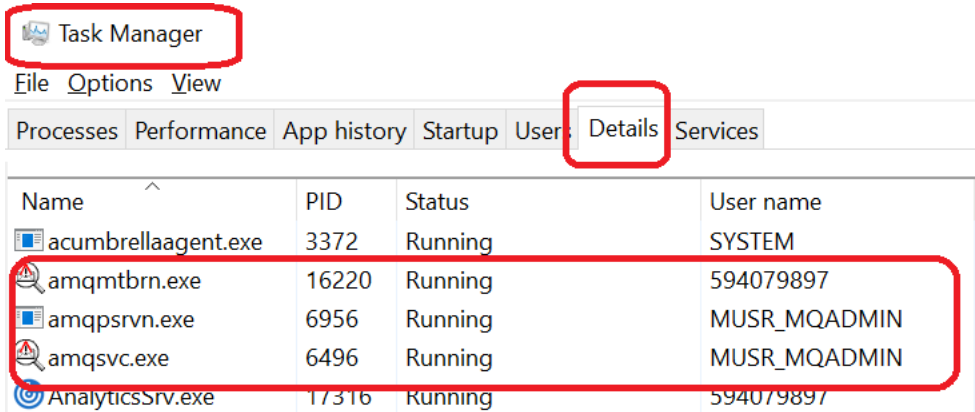 Task Manager
File Options View
Processes Performance App history Startup Users Details Services
Name PID Status User name
acumbrellaagent.exe 3372 Running SYSTEM
amqmtbrn.exe 16220 Running 594079897
amqpsrvn.exe 6956 Running MUSR_MQADMIN
amqsvc.exe 6496 Running MUSR_MQADMIN
AnalyticsSrv.exe 17316 Running 594079897